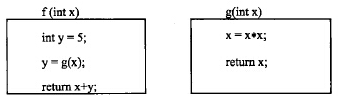 f (int x)
int y = 5;
y = g(x);
return x+y;
g(int x)
x = x*x;
return x;